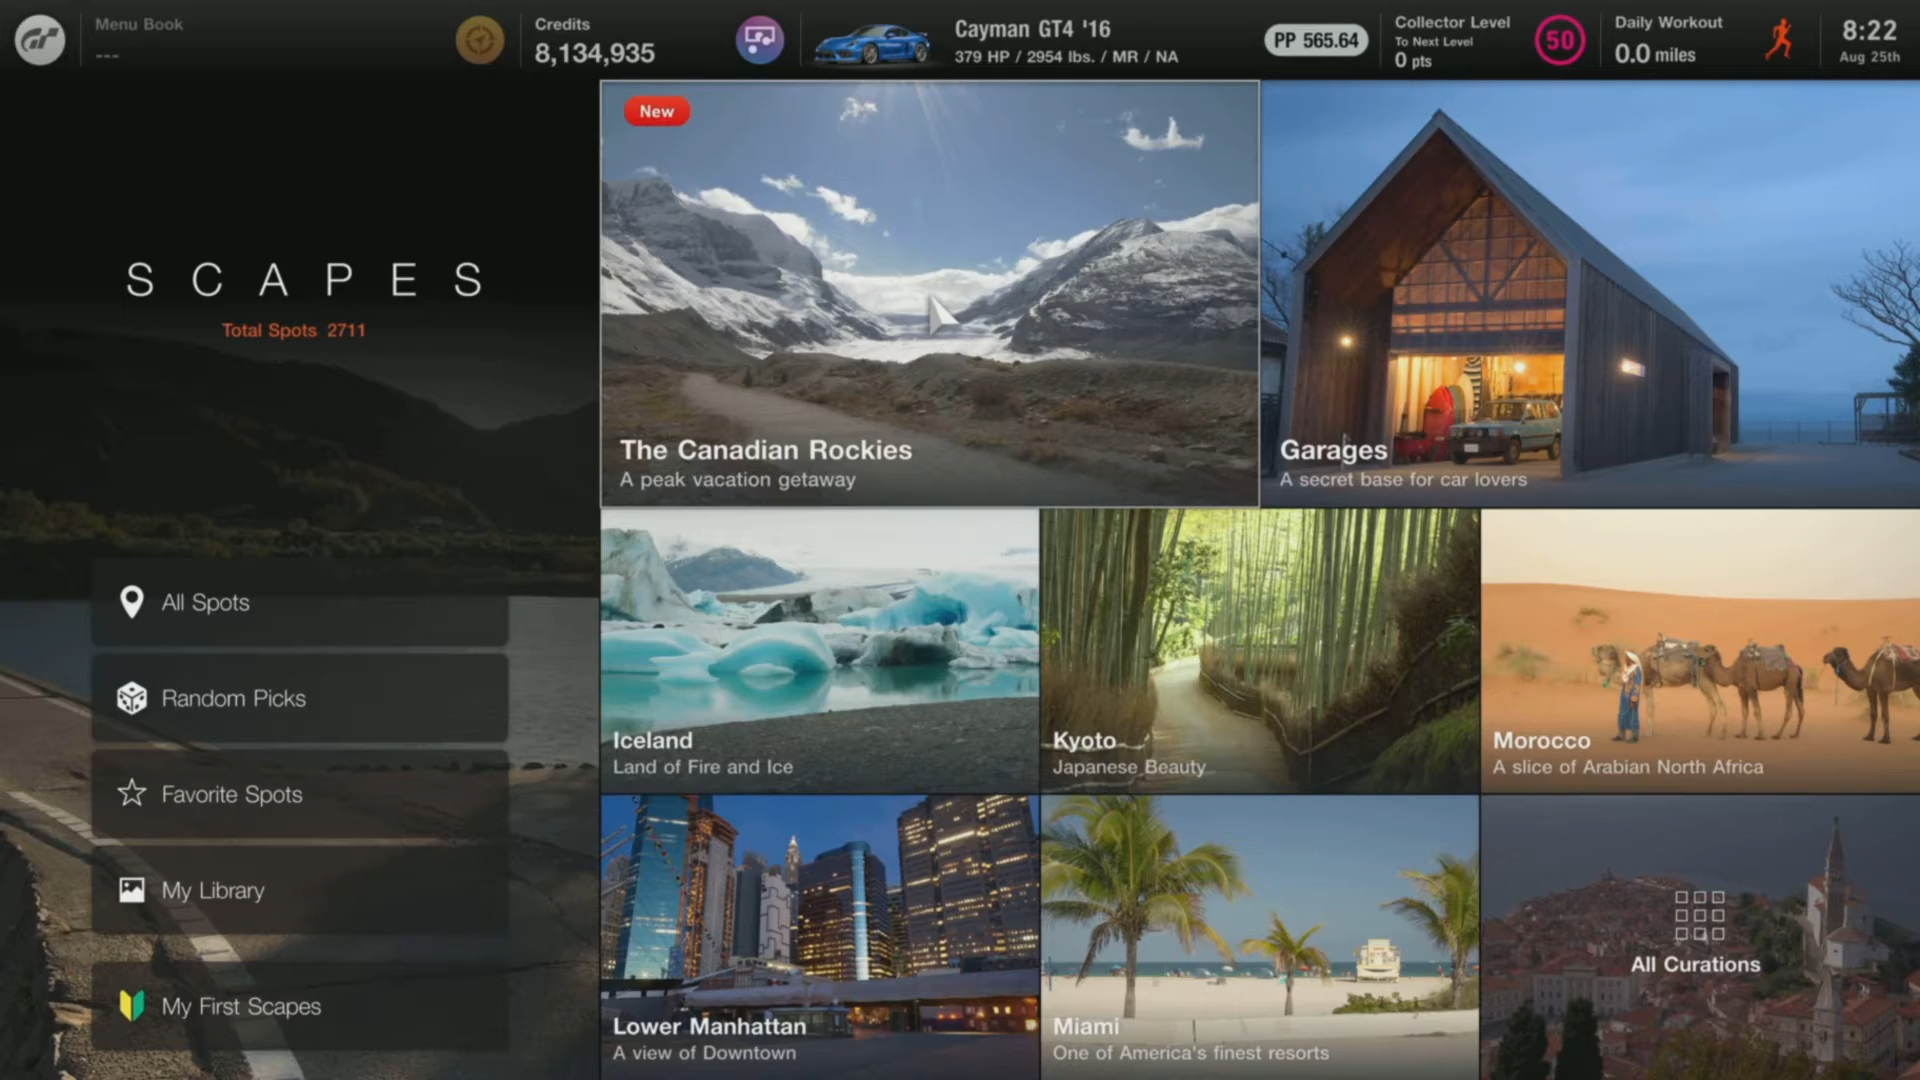 Menu Book
---
Credits
8,134,935
Cayman GT4 '16
379 HP / 2954 lbs. / MR / NA
PP 565.64
Collector Level
To Next Level
0 pts
50
Daily Workout
0.0 miles
8:22
Aug 25th
SCAPES
Total Spots 2711
All Spots
Random Picks
Favorite Spots
My Library
My First Scapes
New
The Canadian Rockies
A peak vacation getaway
Garages
A secret base for car lovers
Iceland
Land of Fire and Ice
Kyoto
Japanese Beauty
Morocco
A slice of Arabian North Africa
Lower Manhattan
A view of Downtown
Miami
One of America's finest resorts
All Curations